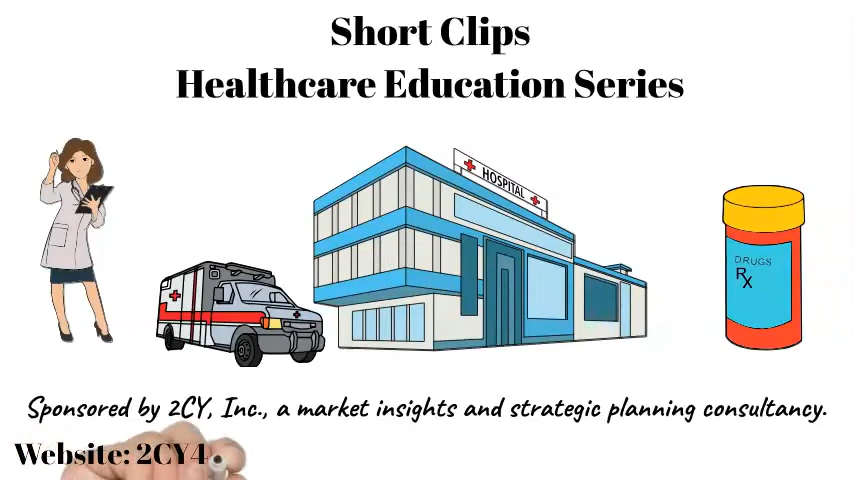 Short Clips
Healthcare Education Series
HOSPITAL
DRUGS
Rx
Sponsored by 2CY, Inc., a market insights and strategic planning consultancy.
Website: 2CY4